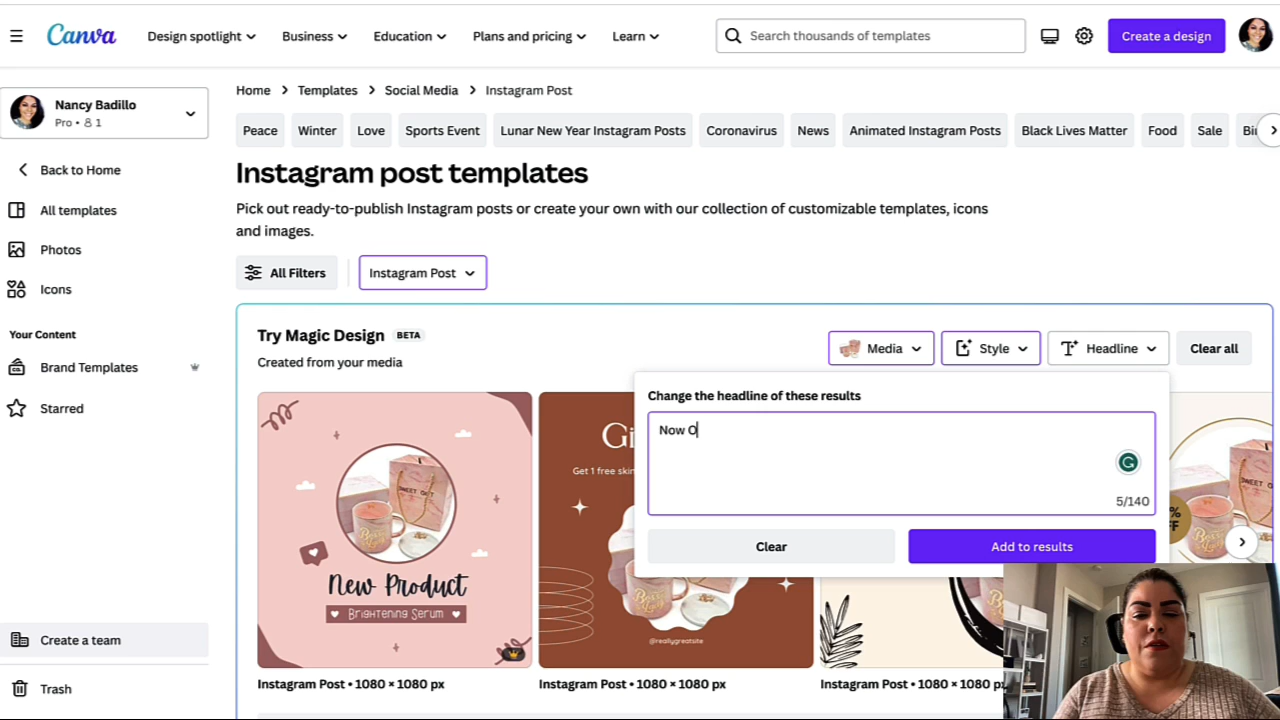 Canva
Design spotlight
Business
Education
Plans and pricing
Learn
Search thousands of templates
Create a design
Nancy Badillo
Pro • 1
Home > Templates > Social Media > Instagram Post
Peace
Winter
Love
Sports Event
Lunar New Year Instagram Posts
Coronavirus
News
Animated Instagram Posts
Black Lives Matter
Food
Sale
Back to Home
All templates
Photos
Icons
Your Content
Brand Templates
Starred
Create a team
Trash
Instagram post templates
Pick out ready-to-publish Instagram posts or create your own with our collection of customizable templates, icons
and images.
All Filters
Instagram Post
Try Magic Design BETA
Created from your media
Media
Style
Headline
Clear all
Change the headline of these results
Now O
5/140
Clear
Add to results
New Product
Brightening Serum
Get 1 free
@reallygreatsite
Instagram Post • 1080 × 1080 px
Instagram Post • 1080 × 1080 px
Instagram Post • 1080 × 1080 px